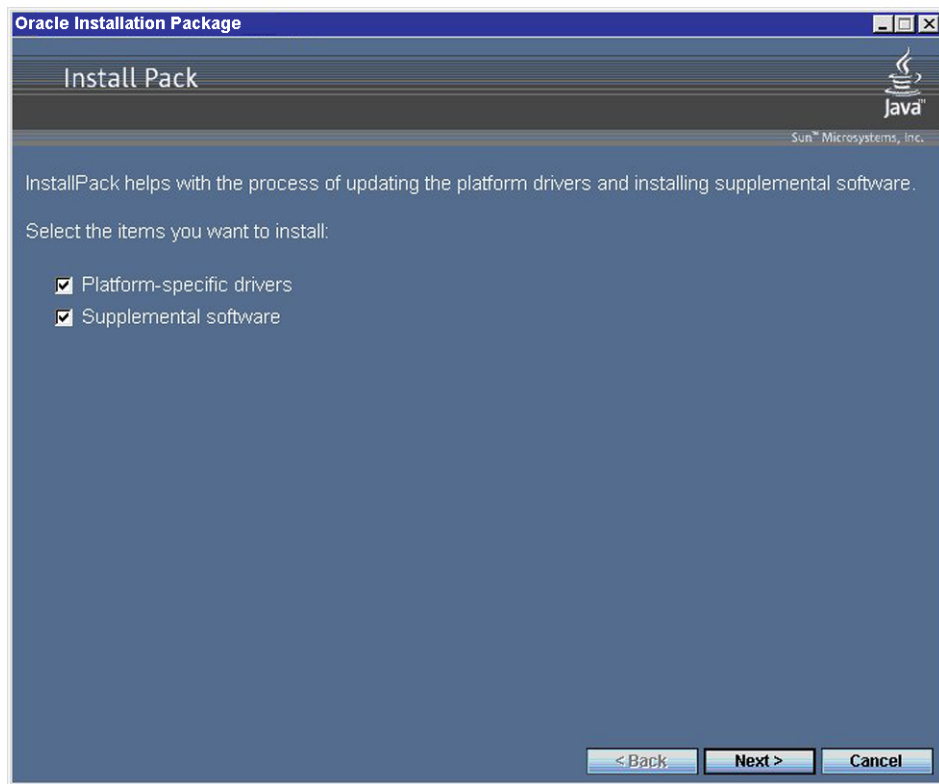 Oracle Installation Package
Install Pack
Java™
Sun™ Microsystems, Inc.
InstallPack helps with the process of updating the platform drivers and installing supplemental software.
Select the items you want to install:
Platform-specific drivers
Supplemental software
< Back Next > Cancel